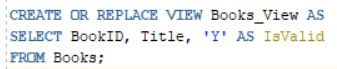 CREATE OR REPLACE VIEW Books_View AS
SELECT BookID, Title, 'Y' AS IsValid
FROM Books;